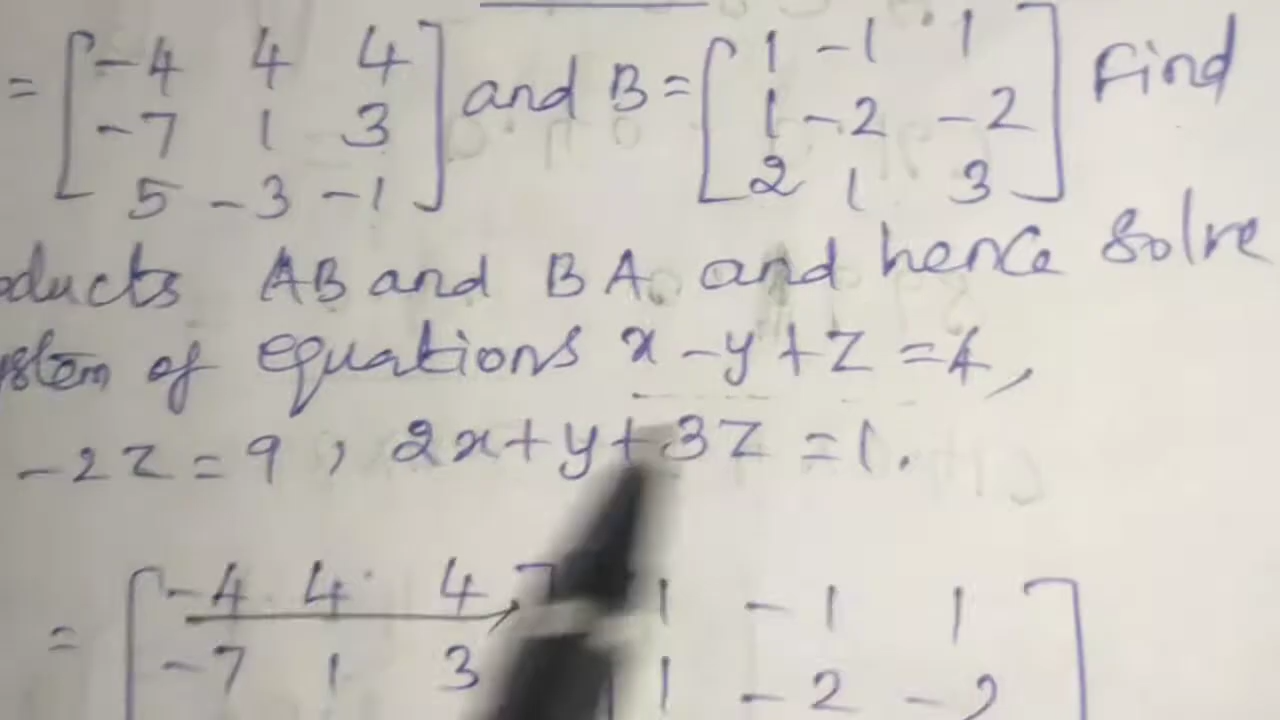 = [ -4 4 4 ] and B = [ 1 -1 1 ] Find
-7 1 3 1 -2 -2
5 -3 -1 2 1 3
oducts AB and BA and hence solve
ystem of equations x - y + z = 4,
- 2z = 9, 2x + y + 3z = 1.
= [ -4 4 4 ] 1 -1 1 ]
-7 1 3 1 -2 -2